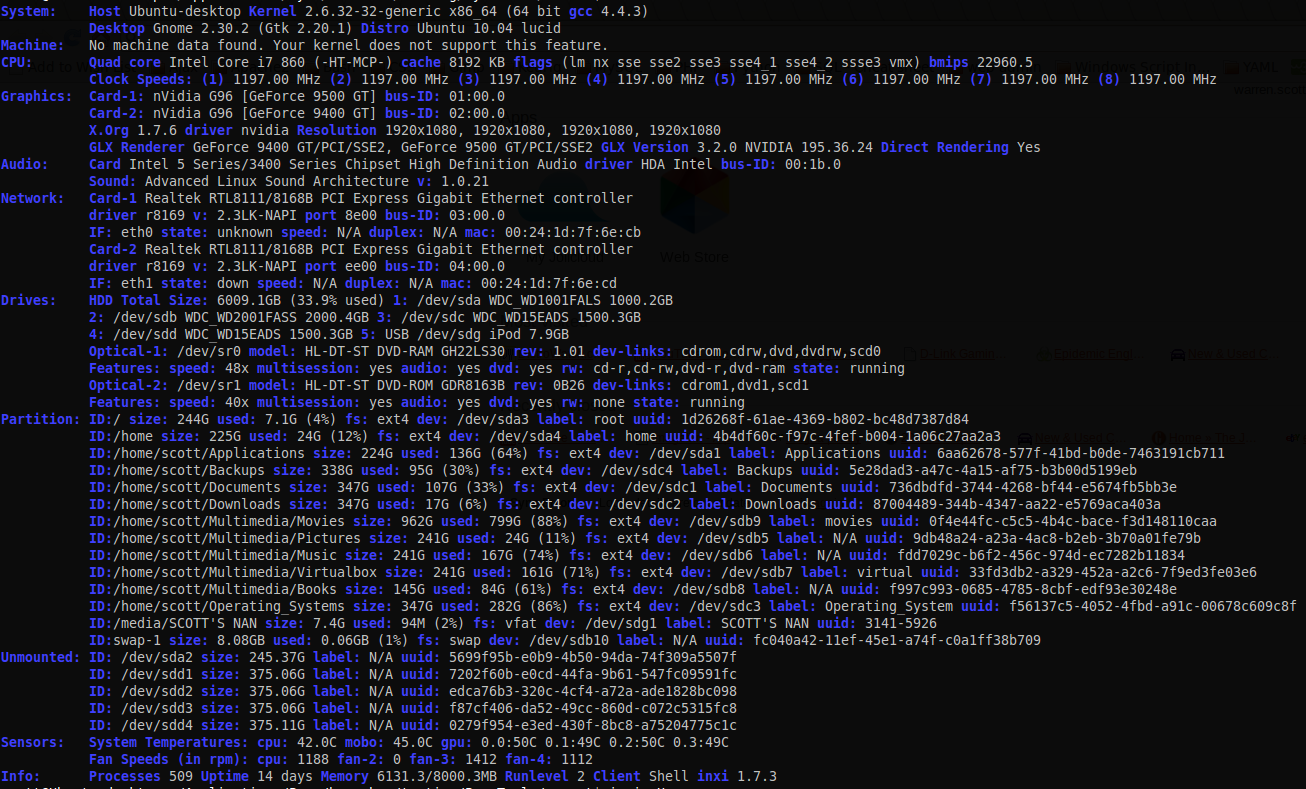 System: Host Ubuntu-desktop Kernel 2.6.32-32-generic x86_64 (64 bit gcc 4.4.3)
Desktop Gnome 2.30.2 (Gtk 2.20.1) Distro Ubuntu 10.04 lucid
Machine: No machine data found. Your kernel does not support this feature.
CPU: Quad core Intel Core i7 860 (-HT-MCP-) cache 8192 KB flags (lm nx sse sse2 sse3 sse4_1 sse4_2 ssse3 vmx) bmips 22960.5
Clock Speeds: (1) 1197.00 MHz (2) 1197.00 MHz (3) 1197.00 MHz (4) 1197.00 MHz (5) 1197.00 MHz (6) 1197.00 MHz (7) 1197.00 MHz (8) 1197.00 MHz
Graphics: Card-1: nVidia G96 [GeForce 9500 GT] bus-ID: 01:00.0
Card-2: nVidia G96 [GeForce 9400 GT] bus-ID: 02:00.0
X.Org 1.7.6 driver nvidia Resolution 1920x1080, 1920x1080, 1920x1080, 1920x1080
GLX Renderer GeForce 9400 GT/PCI/SSE2, GeForce 9500 GT/PCI/SSE2 GLX Version 3.2.0 NVIDIA 195.36.24 Direct Rendering Yes
Audio: Card Intel 5 Series/3400 Series Chipset High Definition Audio driver HDA Intel bus-ID: 00:1b.0
Sound: Advanced Linux Sound Architecture v: 1.0.21
Network: Card-1 Realtek RTL8111/8168B PCI Express Gigabit Ethernet controller
driver r8169 v: 2.3LK-NAPI port 8e00 bus-ID: 03:00.0
IF: eth0 state: unknown speed: N/A duplex: N/A mac: 00:24:1d:7f:6e:cb
Card-2 Realtek RTL8111/8168B PCI Express Gigabit Ethernet controller
driver r8169 v: 2.3LK-NAPI port ee00 bus-ID: 04:00.0
IF: eth1 state: down speed: N/A duplex: N/A mac: 00:24:1d:7f:6e:cd
Drives: HDD Total Size: 6009.1GB (33.9% used) 1: /dev/sda WDC_WD1001FALS 1000.2GB
2: /dev/sdb WDC_WD2001FASS 2000.4GB 3: /dev/sdc WDC_WD15EADS 1500.3GB
4: /dev/sdd WDC_WD15EADS 1500.3GB 5: USB /dev/sdg iPod 7.9GB
Optical-1: /dev/sr0 model: HL-DT-ST DVD-RAM GH22LS30 rev: 1.01 dev-links: cdrom,cdrw,dvd,dvdrw,scd0
Features: speed: 48x multisession: yes audio: yes dvd: yes rw: cd-r,cd-rw,dvd-r,dvd-ram state: running
Optical-2: /dev/sr1 model: HL-DT-ST DVD-ROM GDR8163B rev: 0B26 dev-links: cdrom1,dvd1,scd1
Features: speed: 40x multisession: yes audio: yes dvd: yes rw: none state: running
Partition: ID:/ size: 244G used: 7.1G (4%) fs: ext4 dev: /dev/sda3 label: root uuid: 1d26268f-61ae-4369-b802-bc48d7387d84
ID:/home size: 225G used: 24G (12%) fs: ext4 dev: /dev/sda4 label: home uuid: 4b4df60c-f97c-4fef-b004-1a06c27aa2a3
ID:/home/scott/Applications size: 224G used: 136G (64%) fs: ext4 dev: /dev/sda1 label: Applications uuid: 6aa62678-577f-41bd-b0de-7463191cb711
ID:/home/scott/Backups size: 338G used: 95G (30%) fs: ext4 dev: /dev/sdc4 label: Backups uuid: 5e28dad3-a47c-4a15-af75-b3b00d5199eb
ID:/home/scott/Documents size: 347G used: 107G (33%) fs: ext4 dev: /dev/sdc1 label: Documents uuid: 736dbdfd-3744-4268-bf44-e5674fb5bb3e
ID:/home/scott/Downloads size: 347G used: 17G (6%) fs: ext4 dev: /dev/sdc2 label: Downloads uuid: 87004489-344b-4347-aa22-e5769aca403a
ID:/home/scott/Multimedia/Movies size: 962G used: 799G (88%) fs: ext4 dev: /dev/sdb9 label: movies uuid: 0f4e44fc-c5c5-4b4c-bace-f3d148110caa
ID:/home/scott/Multimedia/Pictures size: 241G used: 24G (11%) fs: ext4 dev: /dev/sdb5 label: N/A uuid: 9db48a24-a23a-4ac8-b2eb-3b70a01fe79b
ID:/home/scott/Multimedia/Music size: 241G used: 167G (74%) fs: ext4 dev: /dev/sdb6 label: N/A uuid: fdd7029c-b6f2-456c-974d-ec7282b11834
ID:/home/scott/Multimedia/Virtualbox size: 241G used: 161G (71%) fs: ext4 dev: /dev/sdb7 label: virtual uuid: 33fd3db2-a329-452a-a2c6-7f9ed3fe03e6
ID:/home/scott/Multimedia/Books size: 145G used: 84G (61%) fs: ext4 dev: /dev/sdb8 label: N/A uuid: f997c993-0685-4785-8cbf-edf93e30248e
ID:/home/scott/Operating_Systems size: 347G used: 282G (86%) fs: ext4 dev: /dev/sdc3 label: Operating_System uuid: f56137c5-4052-4fbd-a91c-00678c609c8f
ID:/media/SCOTT'S NAN size: 7.4G used: 94M (2%) fs: vfat dev: /dev/sdg1 label: SCOTT'S NAN uuid: 3141-5926
ID:swap-1 size: 8.08GB used: 0.06GB (1%) fs: swap dev: /dev/sdb10 label: N/A uuid: fc040a42-11ef-45e1-a74f-c0a1ff38b709
Unmounted: ID: /dev/sda2 size: 245.37G label: N/A uuid: 5699f95b-e0b9-4b50-94da-74f309a5507f
ID: /dev/sdd1 size: 375.06G label: N/A uuid: 7202f60b-e0cd-44fa-9b61-547fc09591fc
ID: /dev/sdd2 size: 375.06G label: N/A uuid: edca76b3-320c-4cf4-a72a-ade1828bc098
ID: /dev/sdd3 size: 375.06G label: N/A uuid: f87cf406-da52-49cc-860d-c072c5315fc8
ID: /dev/sdd4 size: 375.11G label: N/A uuid: 0279f954-e3ed-430f-8bc8-a75204775c1c
Sensors: System Temperatures: cpu: 42.0C mobo: 45.0C gpu: 0.0:50C 0.1:49C 0.2:50C 0.3:49C
Fan Speeds (in rpm): cpu: 1188 fan-2: 0 fan-3: 1412 fan-4: 1112
Info: Processes 509 Uptime 14 days Memory 6131.3/8000.3MB Runlevel 2 Client Shell inxi 1.7.3